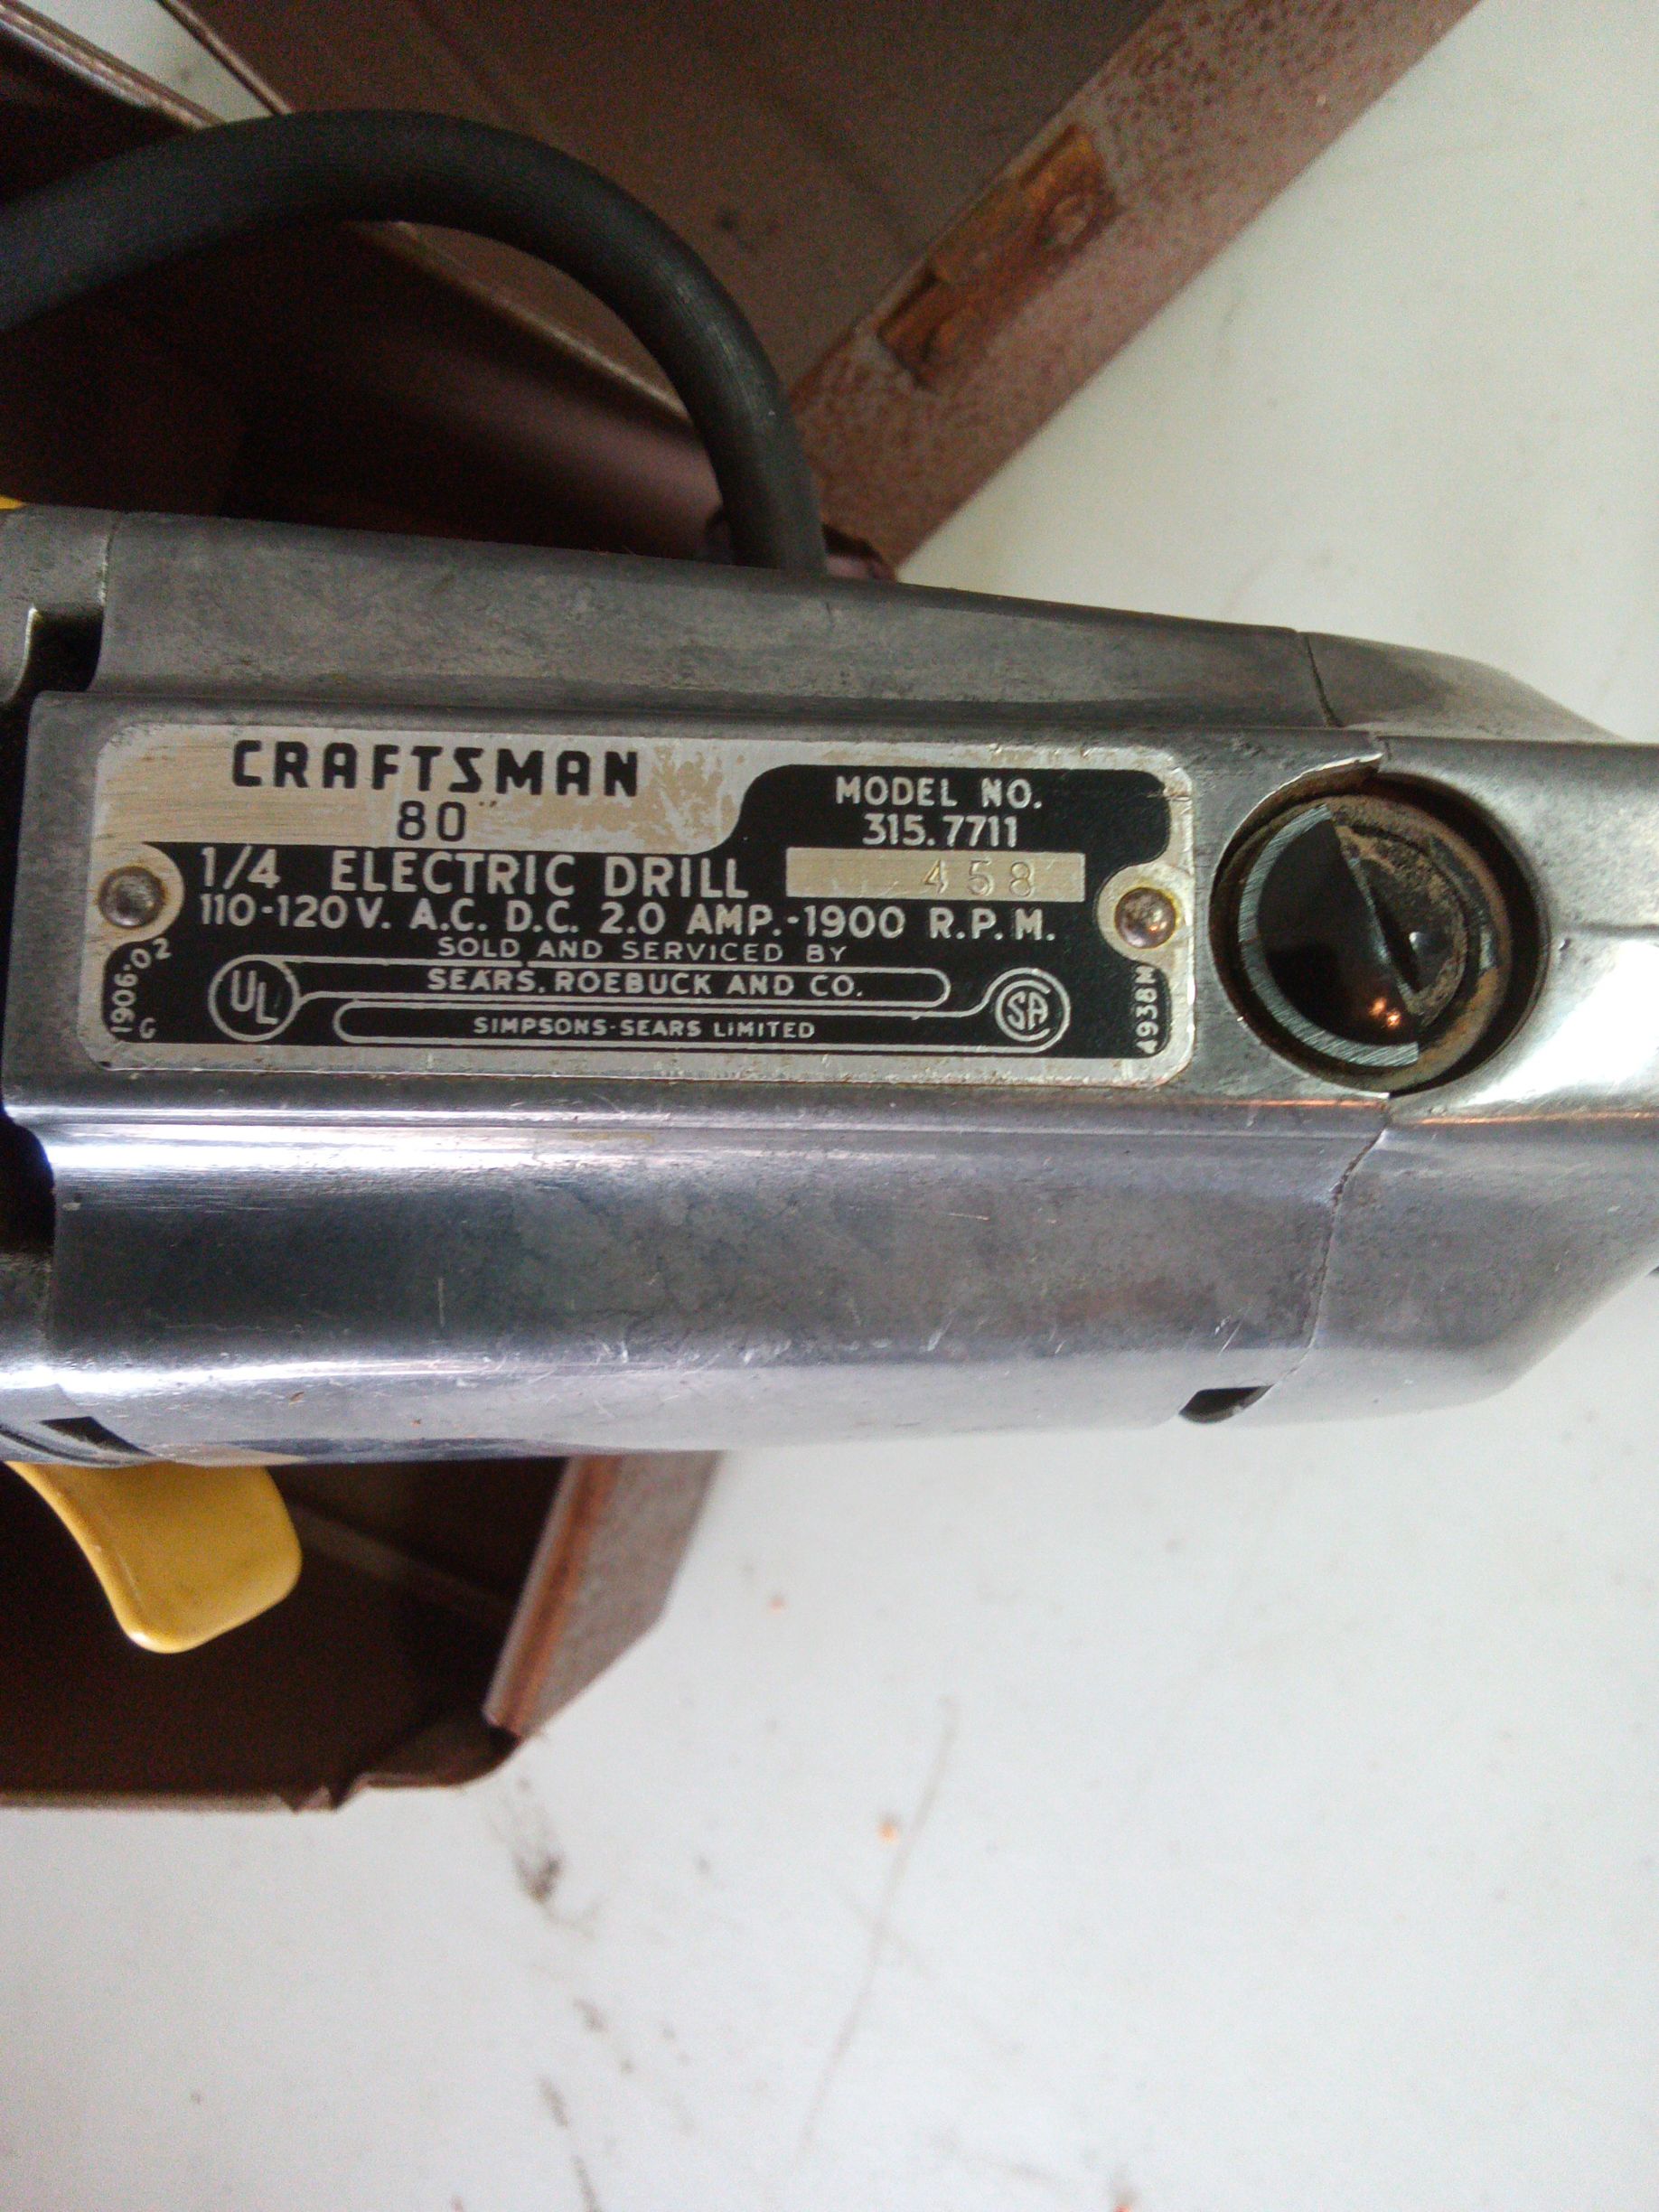 CRAFTSMAN
80
MODEL NO.
315.7711
1/4 ELECTRIC DRILL
458
110-120 V. A.C. D.C. 2.0 AMP.-1900 R.P.M.
SOLD AND SERVICED BY
UL
SEARS, ROEBUCK AND CO.
SA
SIMPSONS-SEARS LIMITED
1906-02
G
4938M